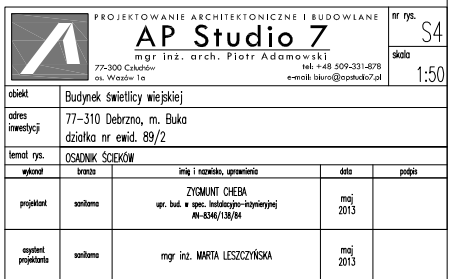 PROJEKTOWANIE ARCHITEKTONICZNE I BUDOWLANE
AP Studio 7
mgr inż. arch. Piotr Adamowski
77-300 Człuchów
os. Wazów 1a
tel: +48 509-331-878
e-mail: biuro@apstudio7.pl
nr rys.
S4
skala
1:50
obiekt
Budynek świetlicy wiejskiej
adres
inwestycji
77-310 Debrzno, m. Buka
działka nr ewid. 89/2
temat rys.
OSADNIK ŚCIEKÓW
wykonał branża imię i nazwisko, uprawnienia data podpis
projektant sanitarna
ZYGMUNT CHEBA
upr. bud. w spec. instalacyjno-inżynieryjnej
AN-8346/138/84
maj
2013
asystent
projektanta
sanitarna
mgr inż. MARTA LESZCZYŃSKA
maj
2013